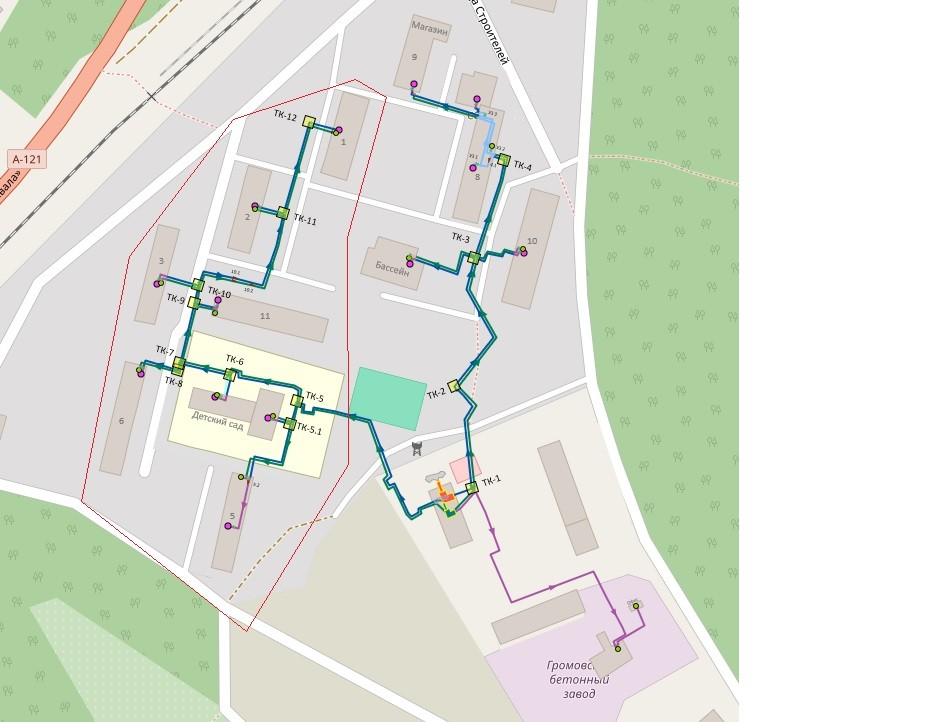 Магазин
9
Строителей
ТК-12
1
ТК-4
8
А-121
2
ТК-11
ТК-3
10
Бассейн
3
ТК-10
ТК-9
11
ТК-7
ТК-6
ТК-8
ТК-5
ТК-2
Детский сад
ТК-5.1
6
ТК-1
5
бетонный
завод